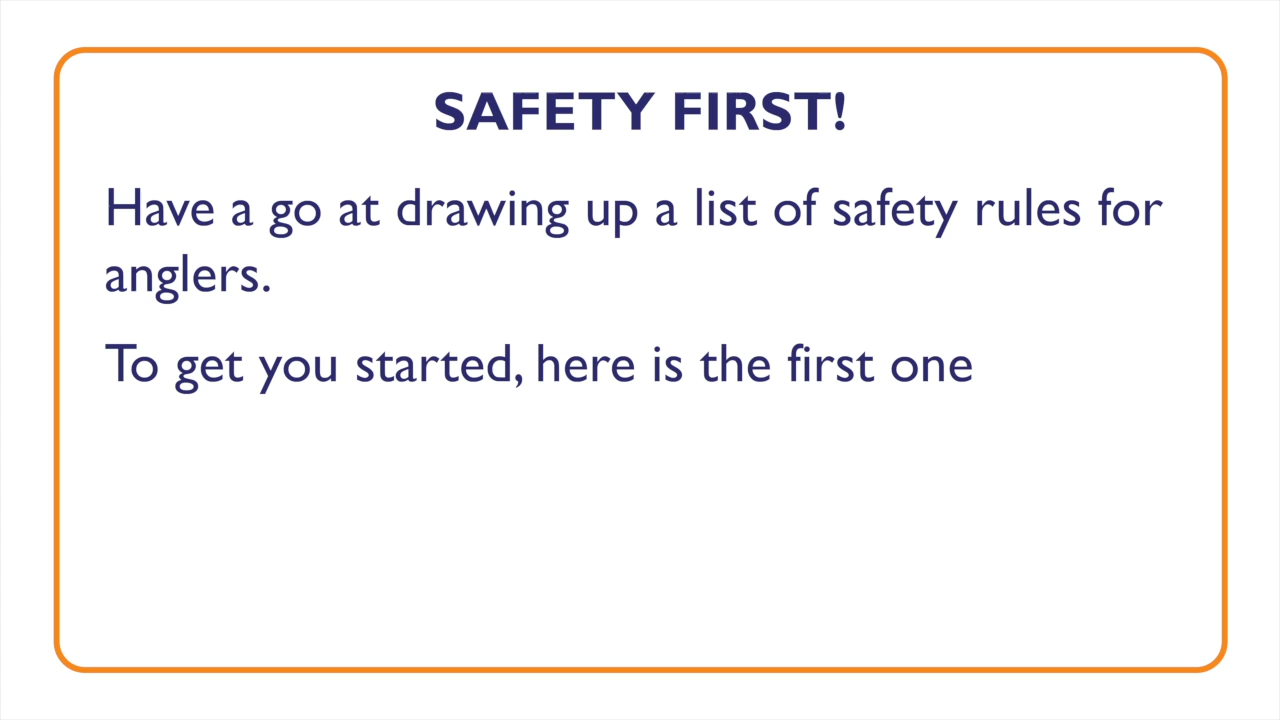 SAFETY FIRST!
Have a go at drawing up a list of safety rules for
anglers.
To get you started, here is the first one